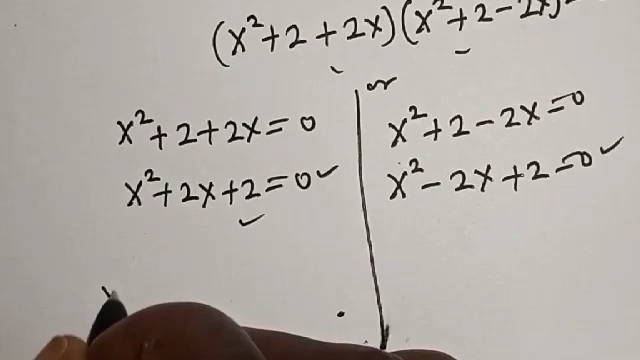 (x²+2+2x)(x²+2-2x)
or
x²+2+2x=0
x²+2x+2=0
x²+2-2x=0
x²-2x+2=0